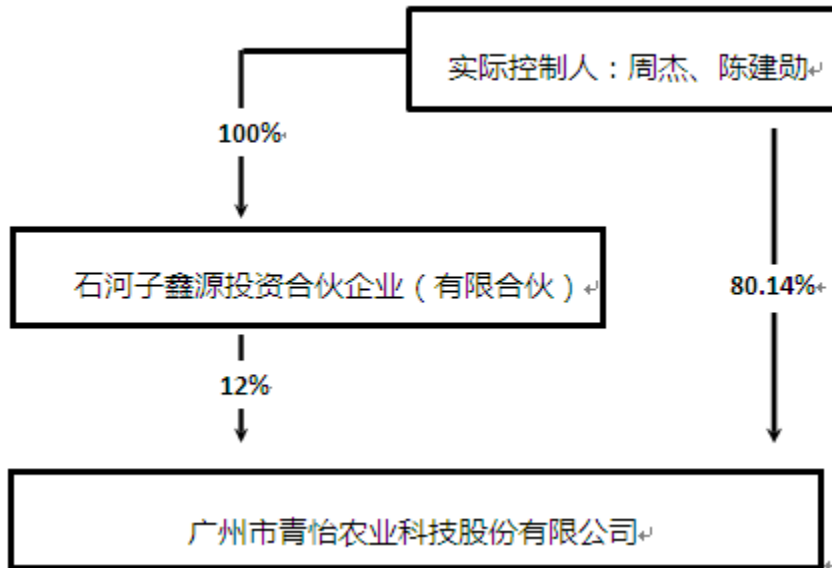 实际控制人：周杰、陈建勋
100%
石河子鑫源投资合伙企业（有限合伙）
80.14%
12%
广州市青怡农业科技股份有限公司